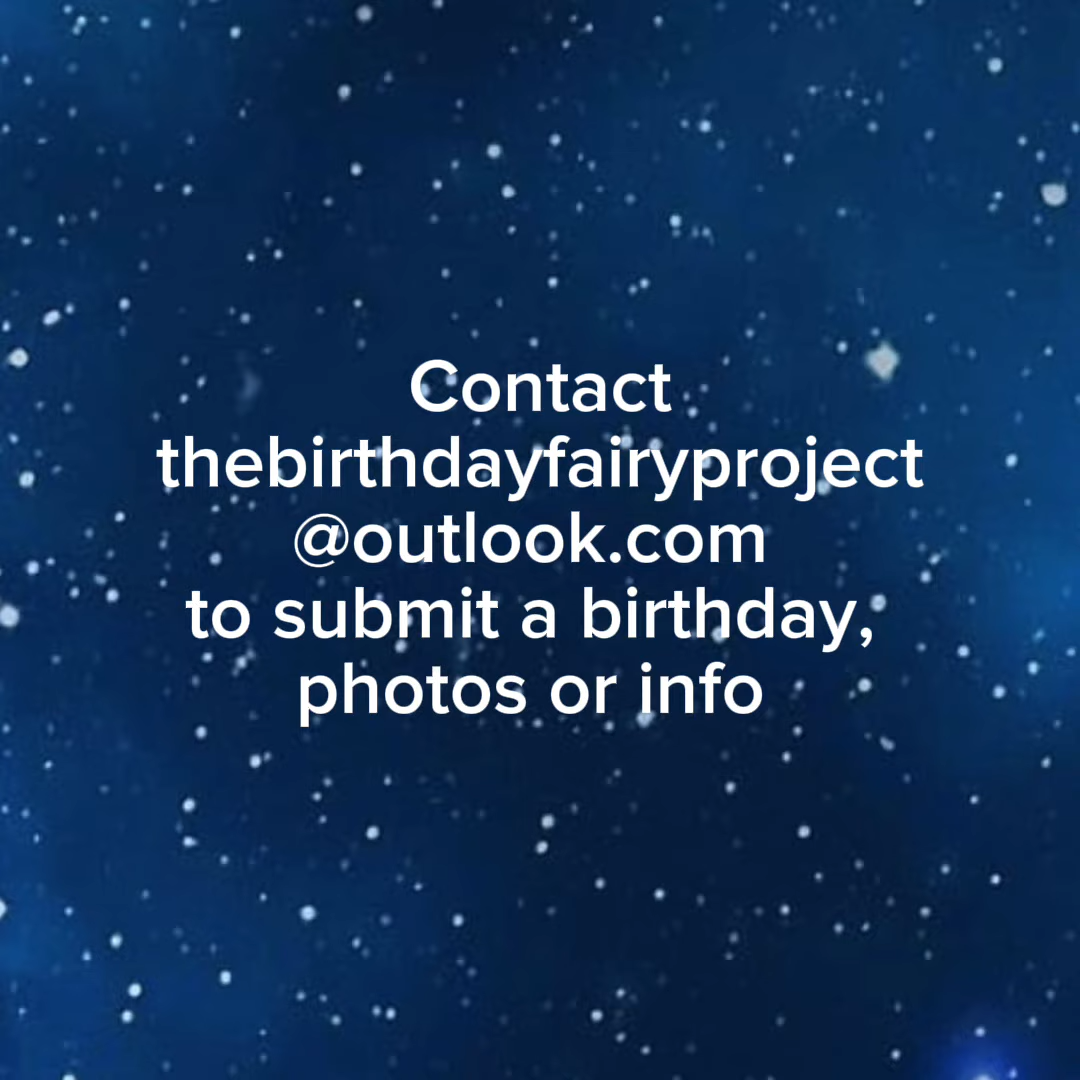 Contact
thebirthdayfairyproject
@outlook.com
to submit a birthday,
photos or info